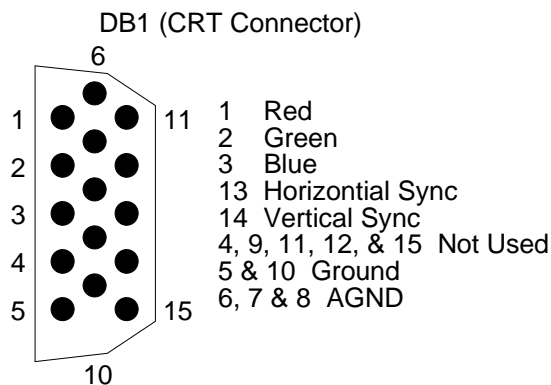 DB1 (CRT Connector)
6
1
11
2
3
4
5
15
10
1 Red
2 Green
3 Blue
13 Horizontial Sync
14 Vertical Sync
4, 9, 11, 12, & 15 Not Used
5 & 10 Ground
6, 7 & 8 AGND